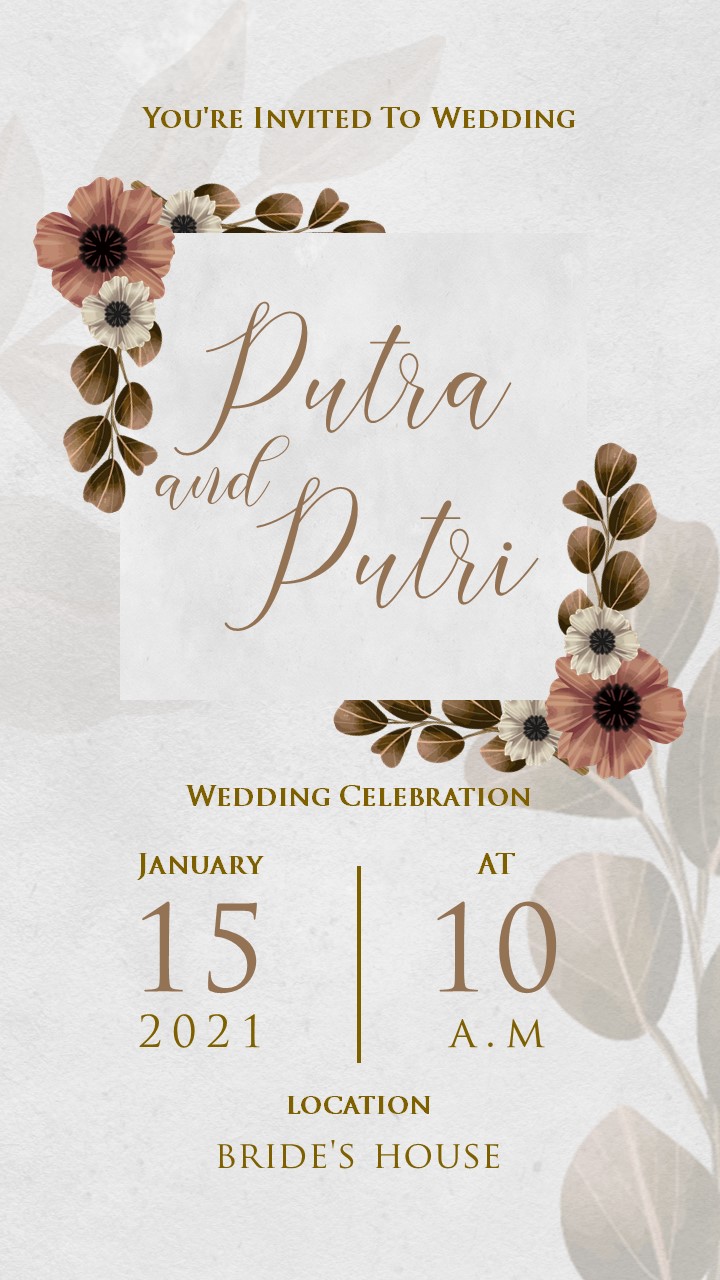 You're Invited To Wedding
Putra
and
Putri
Wedding Celebration
January
15
2021
AT
10
A.M
LOCATION
BRIDE'S HOUSE